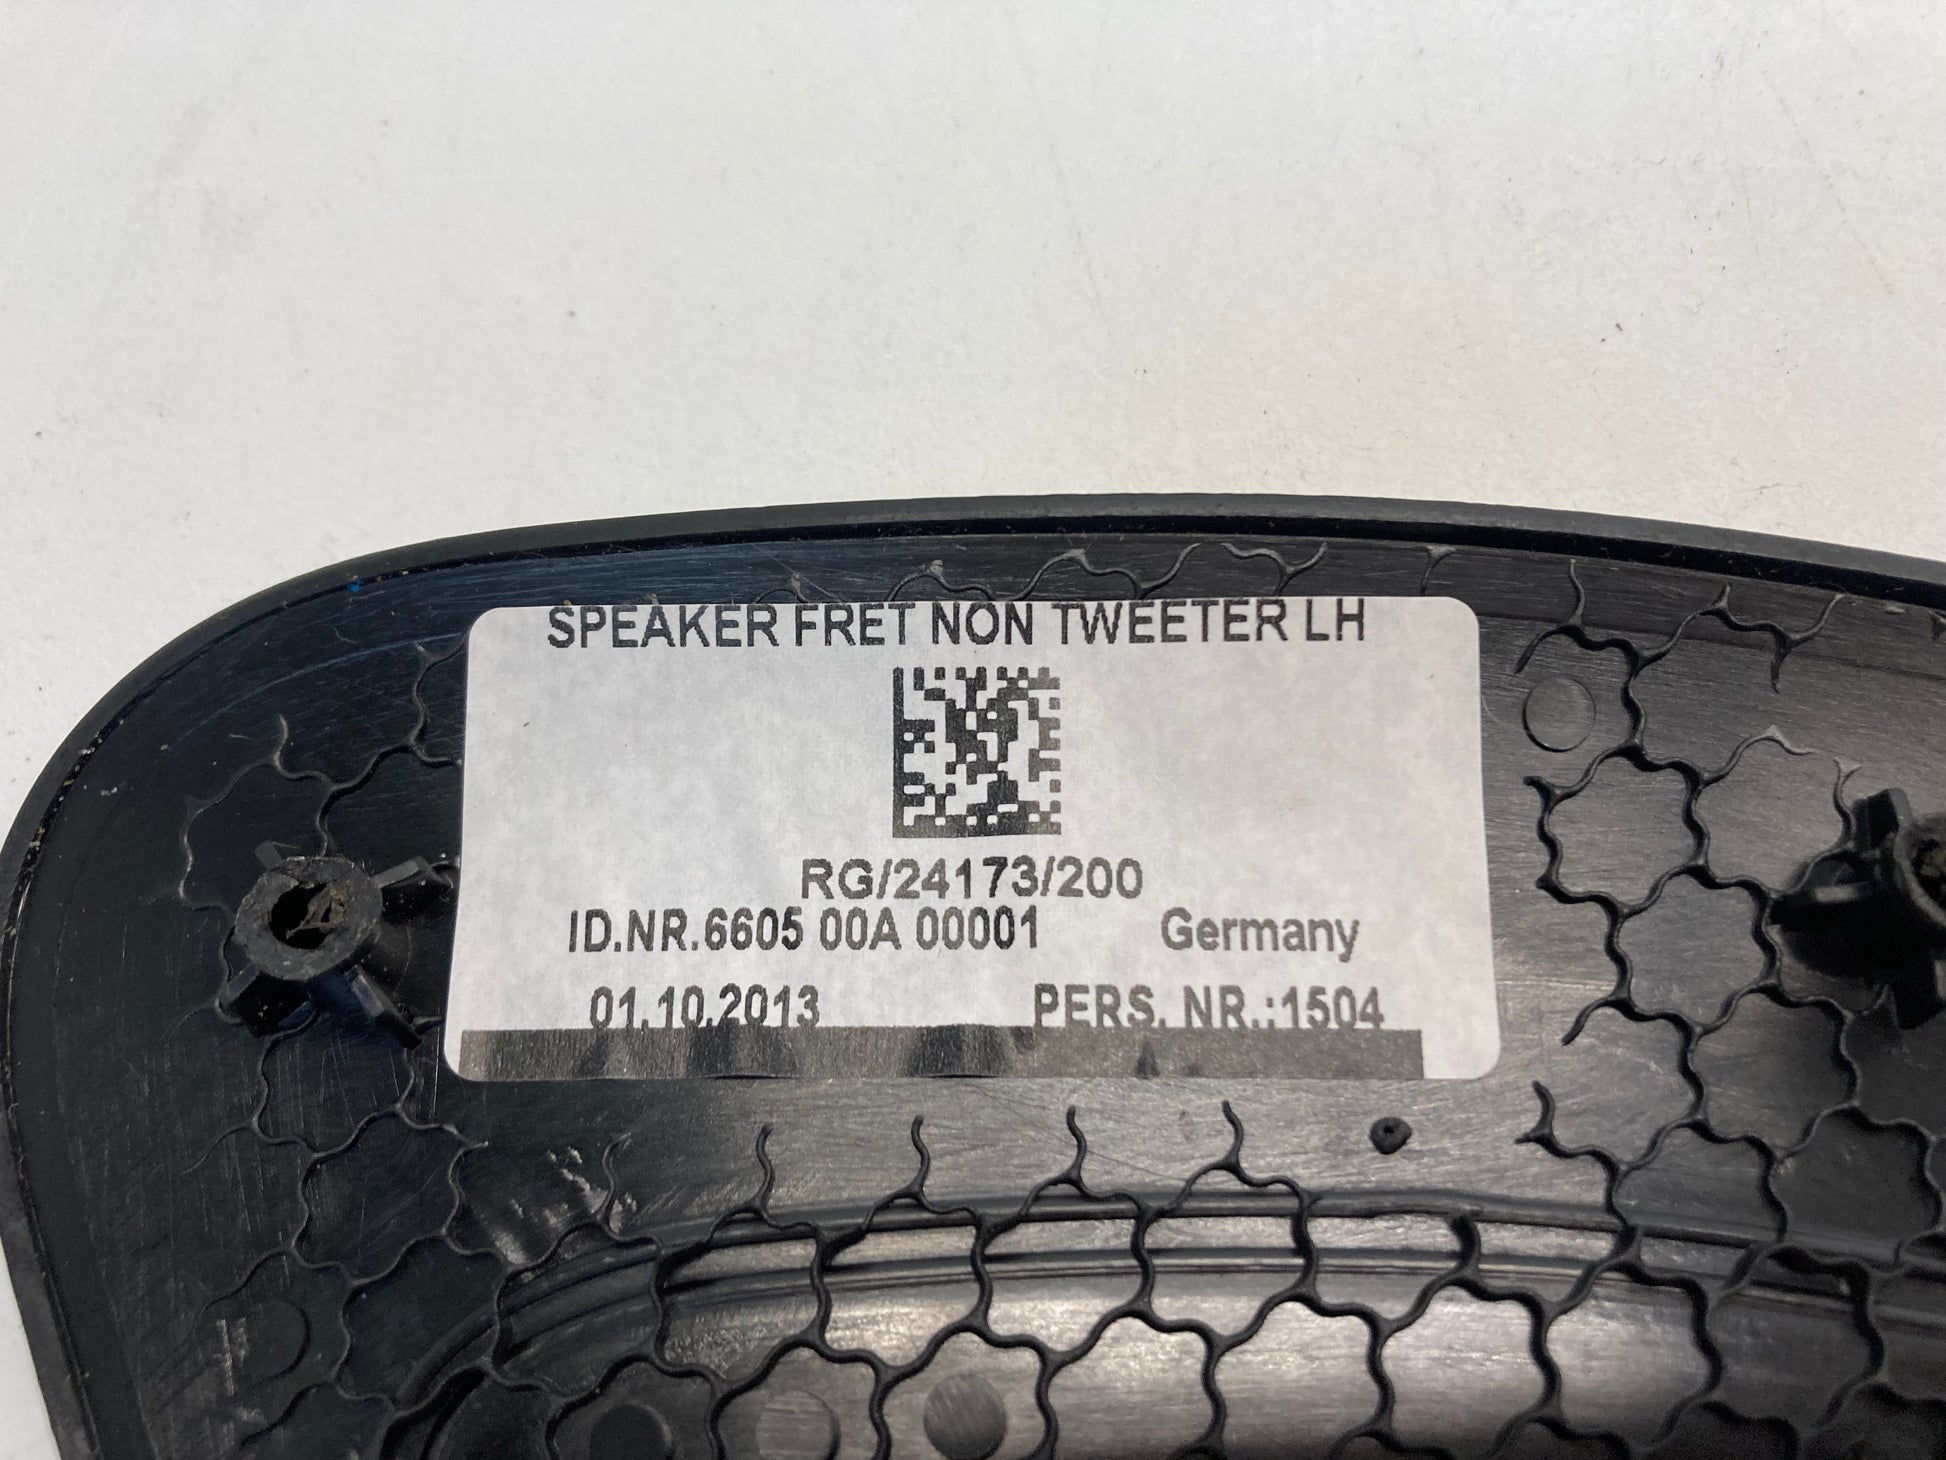 SPEAKER FRET NON TWEETER LH
RG/24173/200
ID.NR.6605 00A 00001 Germany
01.10.2013 PERS. NR.:1504